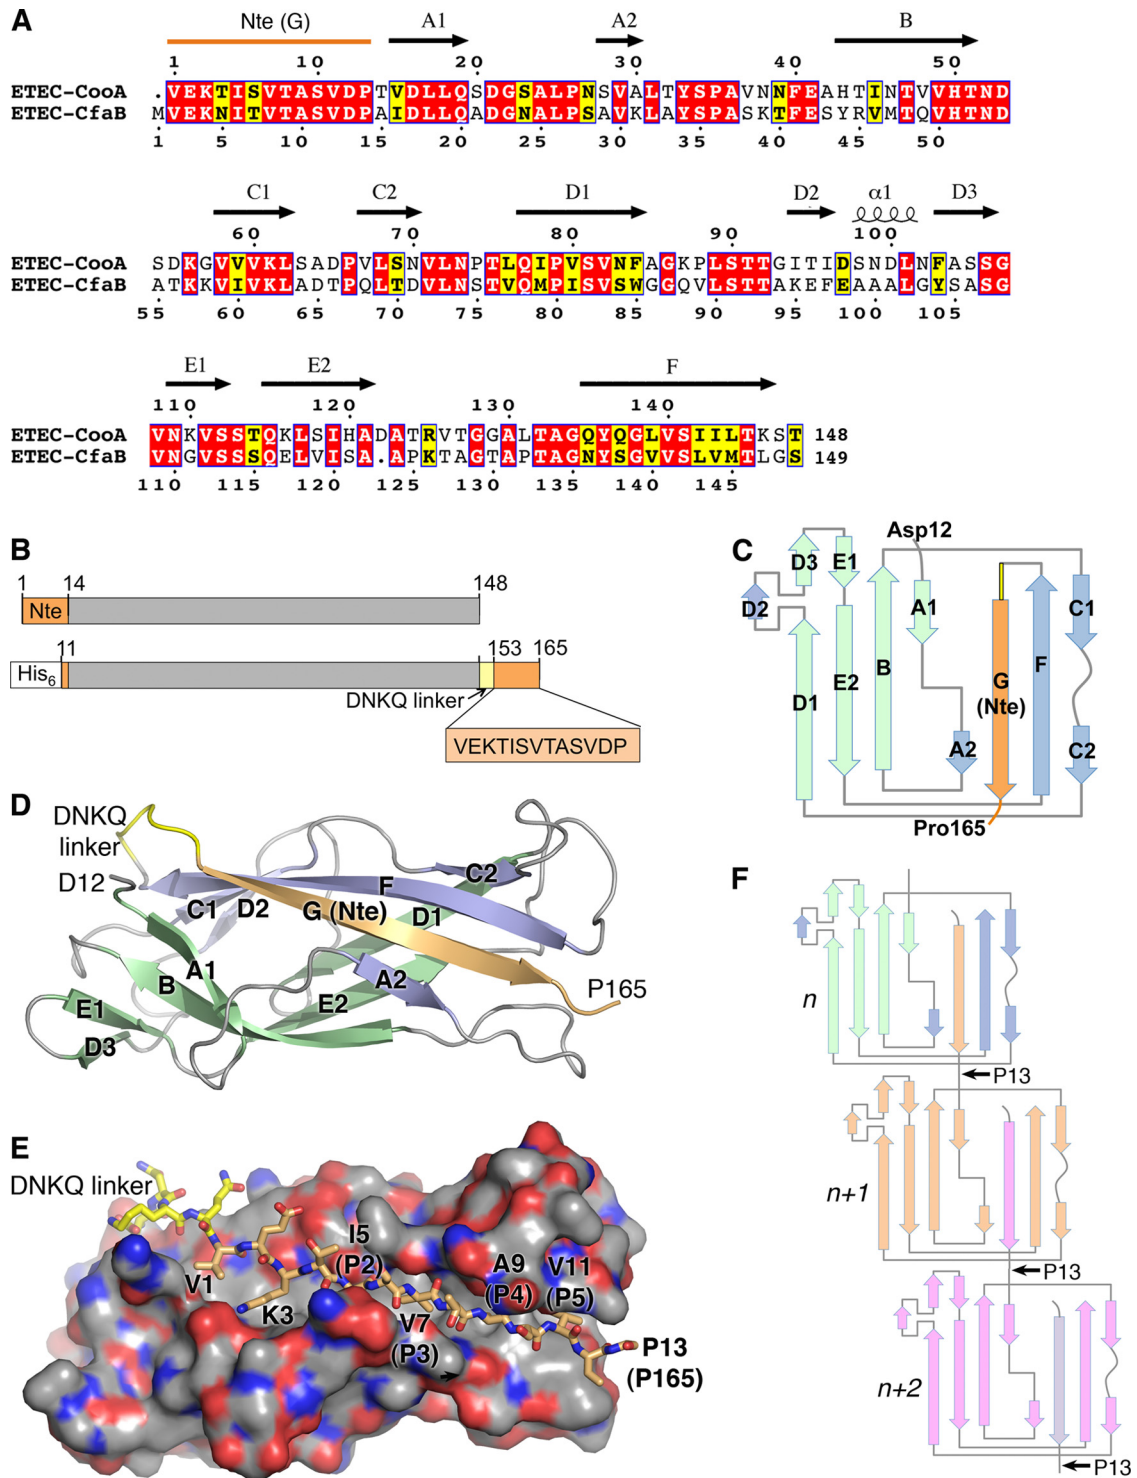 A
Nte (G) A1 A2 B
1 10 20 30 40 50
ETEC-CooA .VEKTISVTASVDPTVDLLQSDGSALPNSVALTYSPAVNNFEAHTINTVVHTND
ETEC-CfaB MVEKNITVTASVDPAIDLLQADGNALPSAVKLAYSPASKTFESYRVMTQVHTND
1 5 10 15 20 25 30 35 40 45 50
C1 C2 D1 D2 α1 D3
60 70 80 90 100
ETEC-CooA SDKGVVVKLSADPVLSNVLNPTLQIPVSVNFAGKPLSTTGITIDSNDLNFASSG
ETEC-CfaB ATKKVIVKLADTPQLTDVLNSTVQMPISVSWGGQVLSTTAKEFEAAALGYSASG
55 60 65 70 75 80 85 90 95 100 105
E1 E2 F
110 120 130 140
ETEC-CooA VNKVSSTQKLSIHADATRVTGGALTAGQYQGLVSIILTKST 148
ETEC-CfaB VNGVSSSQELVISA.APKTAGTAPTAGNYSGVVSLVMTLGS 149
110 115 120 125 130 135 140 145
B
1 14 148
Nte
11 153 165
His6
DNKQ linker
VEKTISVTASVDP
C
Asp12
D3 E1
D2 A1 C1
B F
E2 G
(Nte)
D1
A2 C2
Pro165
D
DNKQ
linker
D12
C2
F
C1 D2 G (Nte) D1
A1
B A2
E2 P165
E1
D3
E
DNKQ linker
I5
(P2)
A9
(P4)
V11
(P5)
V1
K3
V7
(P3)
P13
(P165)
F
n
P13
n+1
P13
n+2
P13